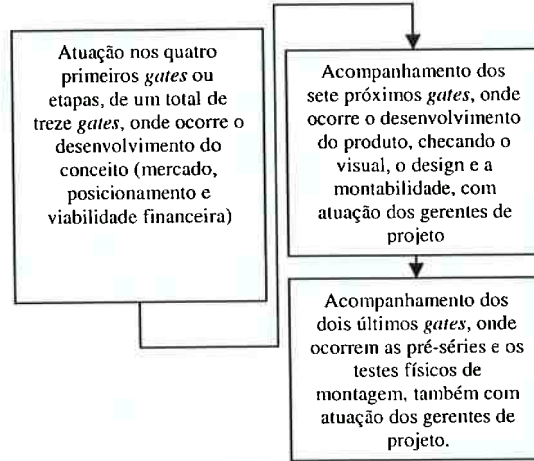 Atuação nos quatro
primeiros gates ou
etapas, de um total de
treze gates, onde ocorre o
desenvolvimento do
conceito (mercado,
posicionamento e
viabilidade financeira)
Acompanhamento dos
sete próximos gates, onde
ocorre o desenvolvimento
do produto, checando o
visual, o design e a
montabilidade, com
atuação dos gerentes de
projeto
Acompanhamento dos
dois últimos gates, onde
ocorrem as pré-séries e os
testes físicos de
montagem, também com
atuação dos gerentes de
projeto.